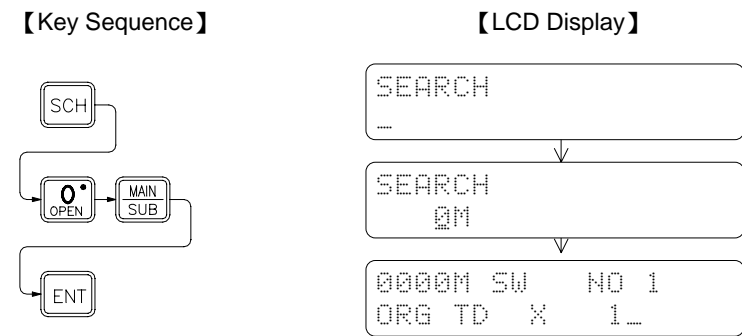 【Key Sequence】
【LCD Display】
SCH
SEARCH
_
0°
OPEN
MAIN
SUB
SEARCH
0M
ENT
0000M SW NO 1
ORG TD X 1_